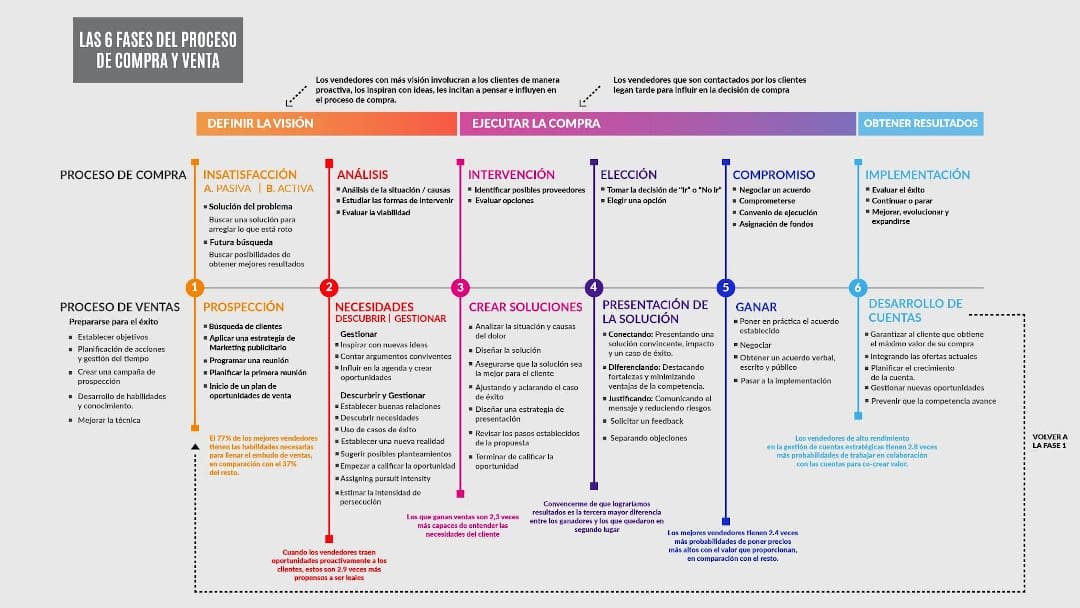 LAS 6 FASES DEL PROCESO
DE COMPRA Y VENTA
Los vendedores con más visión involucran a los clientes de manera
proactiva, los inspiran con ideas, les incitan a pensar e influyen en
el proceso de compra.
Los vendedores que son contactados por los clientes
legan tarde para influir en la decisión de compra
DEFINIR LA VISIÓN
EJECUTAR LA COMPRA
OBTENER RESULTADOS
PROCESO DE COMPRA
INSATISFACCIÓN
A. PASIVA | B. ACTIVA
▪ Solución del problema
Buscar una solución para
arreglar lo que está roto
▪ Futura búsqueda
Buscar posibilidades de
obtener mejores resultados
ANÁLISIS
▪ Análisis de la situación / causas
▪ Estudiar las formas de intervenir
▪ Evaluar la viabilidad
INTERVENCIÓN
▪ Identificar posibles proveedores
▪ Evaluar opciones
ELECCIÓN
▪ Tomar la decisión de "Ir" o "No Ir"
▪ Elegir una opción
COMPROMISO
▪ Negociar un acuerdo
▪ Comprometerse
▪ Convenio de ejecución
▪ Asignación de fondos
IMPLEMENTACIÓN
▪ Evaluar el éxito
▪ Continuar o parar
▪ Mejorar, evolucionar y
expandirse
1
2
3
4
5
6
PROCESO DE VENTAS
Prepararse para el éxito
▪ Establecer objetivos
▪ Planificación de acciones
y gestión del tiempo
▪ Crear una campaña de
prospección
▪ Desarrollo de habilidades
y conocimiento.
▪ Mejorar la técnica
PROSPECCIÓN
▪ Búsqueda de clientes
▪ Aplicar una estrategia de
Marketing publicitario
▪ Programar una reunión
▪ Planificar la primera reunión
▪ Inicio de un plan de
oportunidades de venta
El 77% de los mejores vendedores
tienen las habilidades necesarias
para llenar el embudo de ventas,
en comparación con el 37%
del resto.
NECESIDADES
DESCUBRIR | GESTIONAR
Gestionar
▪ Inspirar con nuevas ideas
▪ Contar argumentos conviventes
▪ Influir en la agenda y crear
oportunidades
Descurbrir y Gestionar
▪ Establecer buenas relaciones
▪ Descubrir necesidades
▪ Uso de casos de éxito
▪ Establecer una nueva realidad
▪ Sugerir posibles planteamientos
▪ Empezar a calificar la oportunidad
▪ Assigning pursuit intensity
▪ Estimar la intensidad de
persecución
Cuando los vendedores traen
oportunidades proactivamente a los
clientes, estos son 2.9 veces más
propensos a ser leales
CREAR SOLUCIONES
▪ Analizar la situación y causas
del dolor
▪ Diseñar la solución
▪ Asegurarse que la solución sea
la mejor para el cliente
▪ Ajustando y aclarando el caso
de éxito
▪ Diseñar una estrategia de
presentación
▪ Revisar los pasos establecidos
de la propuesta
▪ Terminar de calificar la
oportunidad
Los que ganan ventas son 2,3 veces
más capaces de entender las
necesidades del cliente
PRESENTACIÓN DE
LA SOLUCIÓN
▪ Conectando: Presentando una
solución convincente, impacto
y un caso de éxito.
▪ Diferenciando: Destacando
fortalezas y minimizando
ventajas de la competencia.
▪ Justificando: Comunicando el
mensaje y reduciendo riesgos
▪ Solicitar un feedback
▪ Separando objeciones
Convencerme de que lograríamos
resultados es la tercera mayor diferencia
entre los ganadores y los que quedaron en
segundo lugar
GANAR
▪ Poner en práctica el acuerdo
establecido
▪ Negociar
▪ Obtener un acuerdo verbal,
escrito y público
▪ Pasar a la implementación
Los mejores vendedores tienen 2.4 veces
más probabilidades de poner precios
más altos con el valor que proporcionan,
en comparación con el resto.
DESARROLLO DE
CUENTAS
▪ Garantizar al cliente que obtiene
el máximo valor de su compra
▪ Integrando las ofertas actuales
▪ Planificar el crecimiento
de la cuenta.
▪ Gestionar nuevas oportunidades
▪ Prevenir que la competencia avance
Los vendedores de alto rendimiento
en la gestión de cuentas estratégicas tienen 2.8 veces
más probabilidades de trabajar en colaboración
con las cuentas para co-crear valor.
VOLVER A
LA FASE 1